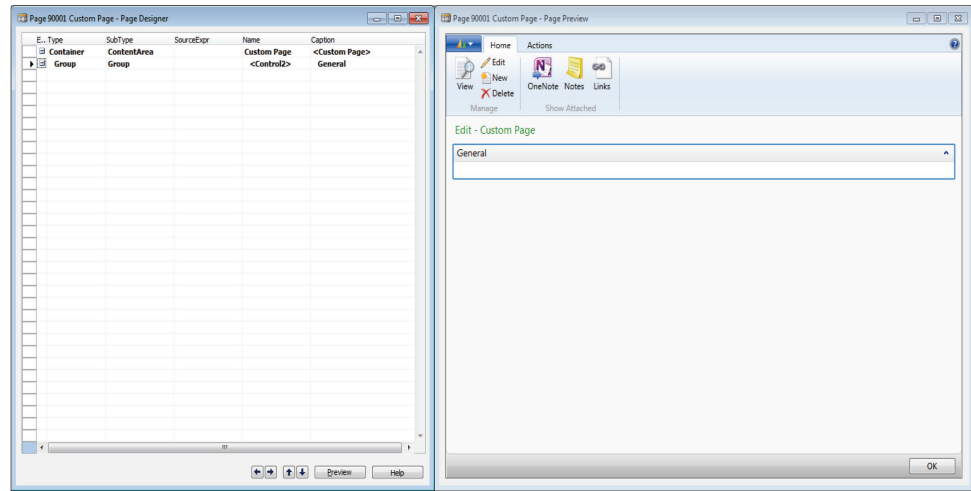 Page 90001 Custom Page - Page Designer
E.. Type SubType SourceExpr Name Caption
Container ContentArea Custom Page <Custom Page>
Group Group <Control2> General
Preview Help
Page 90001 Custom Page - Page Preview
Home Actions
View Edit New Delete OneNote Notes Links
Manage Show Attached
Edit - Custom Page
General
OK